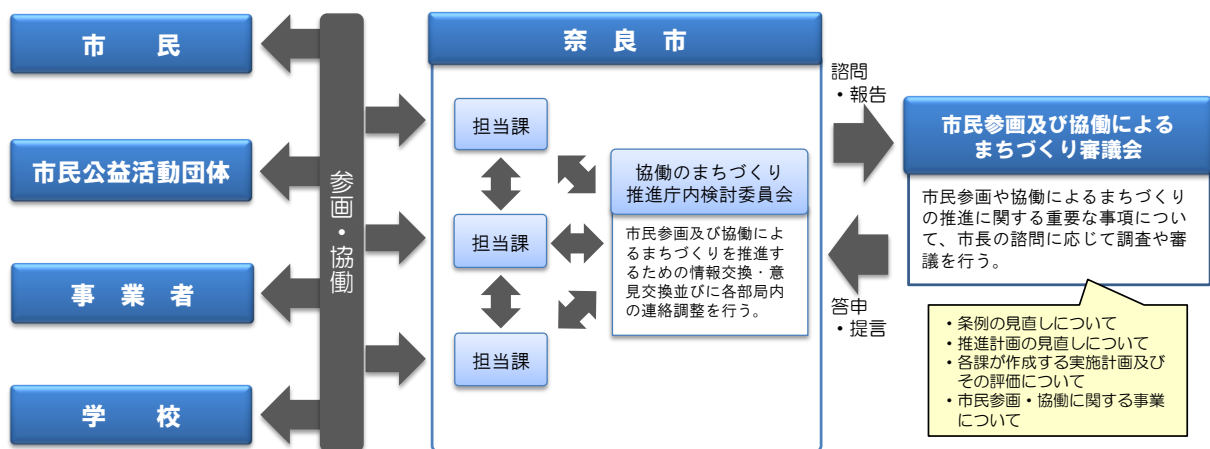 市　民
市民公益活動団体
事　業　者
学　校
参画・協働
奈　良　市
担当課
担当課
担当課
協働のまちづくり
推進庁内検討委員会
市民参画及び協働によ
るまちづくりを推進す
るための情報交換・意
見交換並びに各部局内
の連絡調整を行う。
諮問
・報告
答申
・提言
市民参画及び協働による
まちづくり審議会
市民参画や協働によるまちづくり
の推進に関する重要な事項につい
て、市長の諮問に応じて調査や審
議を行う。
・条例の見直しについて
・推進計画の見直しについて
・各課が作成する実施計画及び
その評価について
・市民参画・協働に関する事業
について